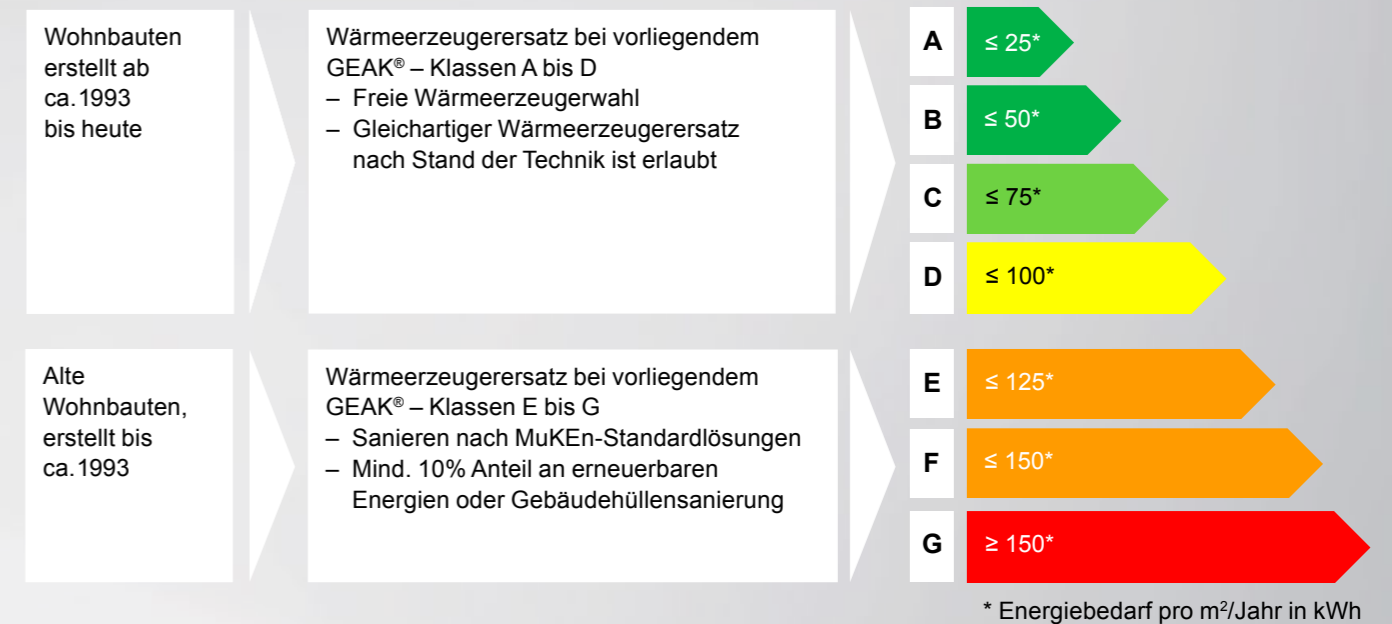 Wohnbauten
erstellt ab
ca. 1993
bis heute
Wärmeerzeugerersatz bei vorliegendem
GEAK® – Klassen A bis D
– Freie Wärmeerzeugerwahl
– Gleichartiger Wärmeerzeugerersatz
nach Stand der Technik ist erlaubt
A ≤ 25*
B ≤ 50*
C ≤ 75*
D ≤ 100*
Alte
Wohnbauten,
erstellt bis
ca. 1993
Wärmeerzeugerersatz bei vorliegendem
GEAK® – Klassen E bis G
– Sanieren nach MuKEn-Standardlösungen
– Mind. 10% Anteil an erneuerbaren
Energien oder Gebäudehüllensanierung
E ≤ 125*
F ≤ 150*
G ≥ 150*
* Energiebedarf pro m²/Jahr in kWh